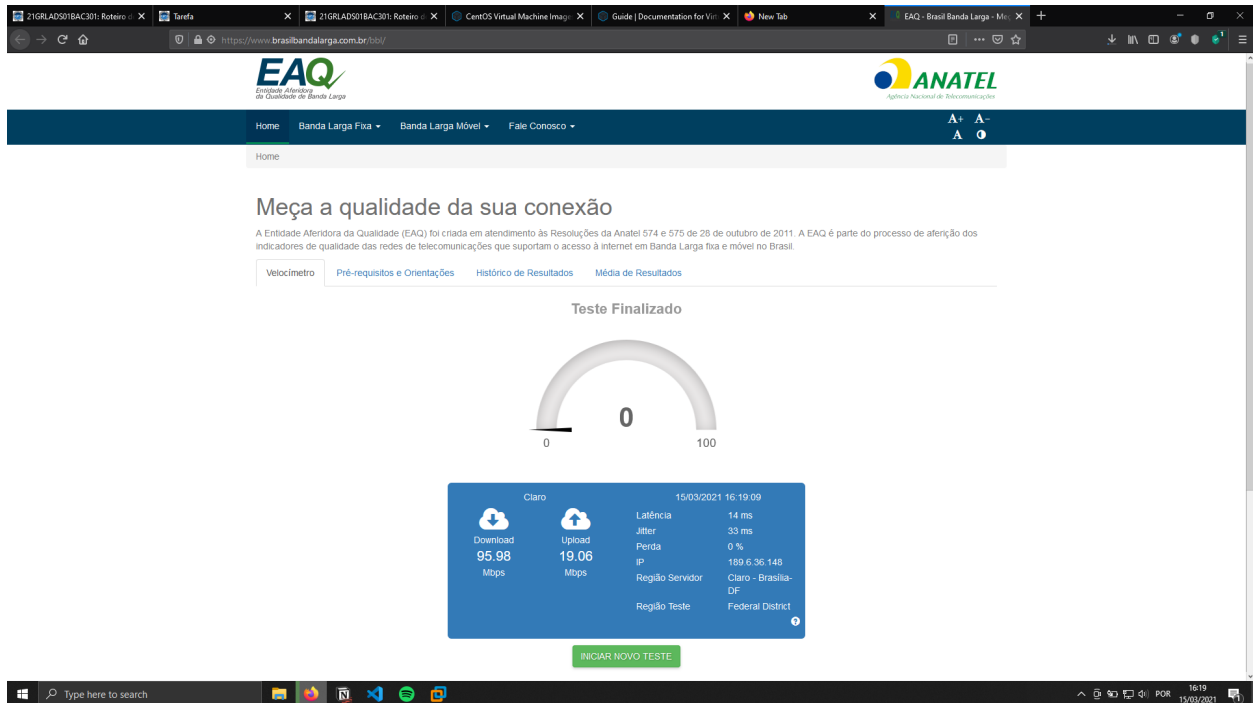 21GRLADS01BAC301: Roteiro d
Tarefa
21GRLADS01BAC301: Roteiro d
CentOS Virtual Machine Image
Guide | Documentation for Vir
New Tab
EAQ - Brasil Banda Larga - Meç
https://www.brasilbandalarga.com.br/bbl/
EAQ
Entidade Aferidora
da Qualidade de Banda Larga
ANATEL
Agência Nacional de Telecomunicações
Home Banda Larga Fixa Banda Larga Móvel Fale Conosco
A+ A-
A
Home
Meça a qualidade da sua conexão
A Entidade Aferidora da Qualidade (EAQ) foi criada em atendimento às Resoluções da Anatel 574 e 575 de 28 de outubro de 2011. A EAQ é parte do processo de aferição dos
indicadores de qualidade das redes de telecomunicações que suportam o acesso à internet em Banda Larga fixa e móvel no Brasil.
Velocímetro Pré-requisitos e Orientações Histórico de Resultados Média de Resultados
Teste Finalizado
0
0 100
Claro 15/03/2021 16:19:09
Download
95.98
Mbps
Upload
19.06
Mbps
Latência 14 ms
Jitter 33 ms
Perda 0 %
IP 189.6.36.148
Região Servidor Claro - Brasília-
DF
Região Teste Federal District
INICIAR NOVO TESTE
Type here to search
POR
16:19
15/03/2021